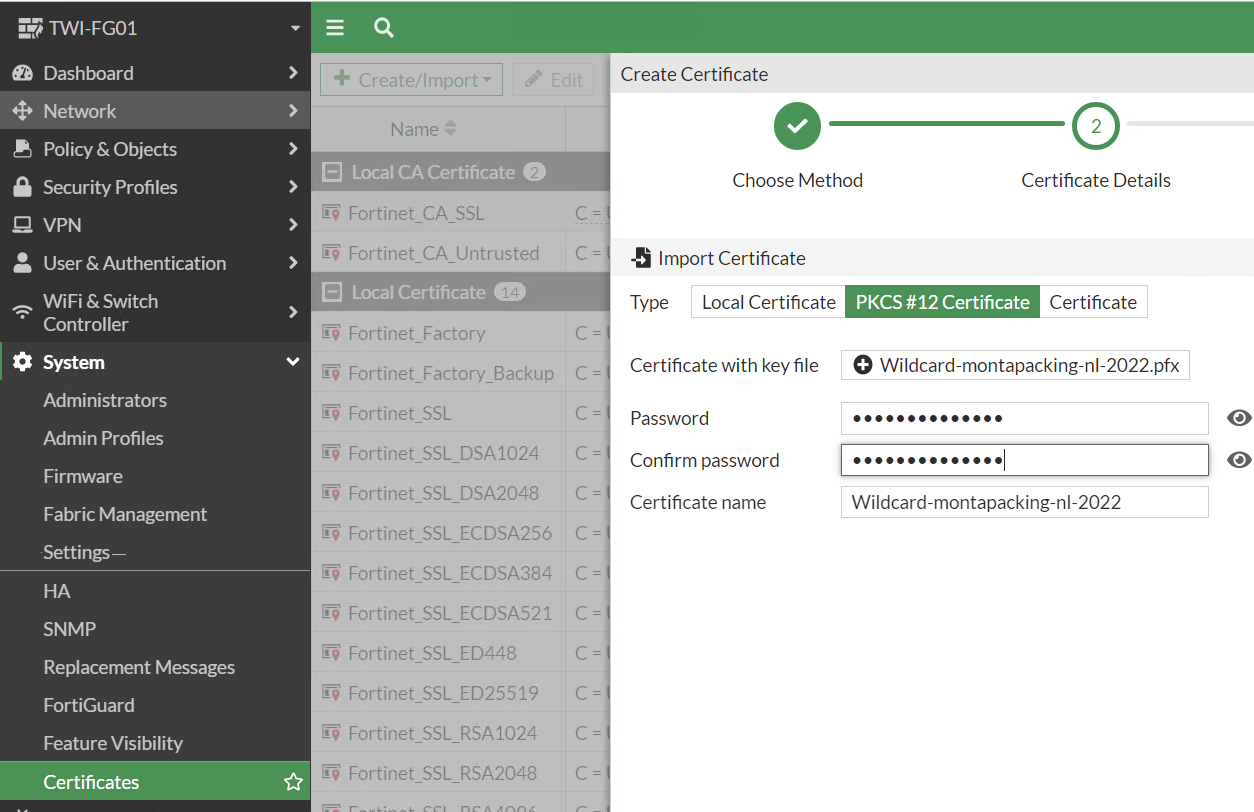 TWI-FG01
Dashboard
Network
Policy & Objects
Security Profiles
VPN
User & Authentication
WiFi & Switch
Controller
System
Administrators
Admin Profiles
Firmware
Fabric Management
Settings
HA
SNMP
Replacement Messages
FortiGuard
Feature Visibility
Certificates
Create/Import
Edit
Name
Local CA Certificate 2
Fortinet_CA_SSL C =
Fortinet_CA_Untrusted C =
Local Certificate 14
Fortinet_Factory C =
Fortinet_Factory_Backup C =
Fortinet_SSL C =
Fortinet_SSL_DSA1024 C =
Fortinet_SSL_DSA2048 C =
Fortinet_SSL_ECDSA256 C =
Fortinet_SSL_ECDSA384 C =
Fortinet_SSL_ECDSA521 C =
Fortinet_SSL_ED448 C =
Fortinet_SSL_ED25519 C =
Fortinet_SSL_RSA1024 C =
Fortinet_SSL_RSA2048 C =
Fortinet_SSL_RSA4096 C =
Create Certificate
2
Choose Method
Certificate Details
Import Certificate
Type Local Certificate PKCS #12 Certificate Certificate
Certificate with key file Wildcard-montapacking-nl-2022.pfx
Password ••••••••••••••
Confirm password ••••••••••••••
Certificate name Wildcard-montapacking-nl-2022